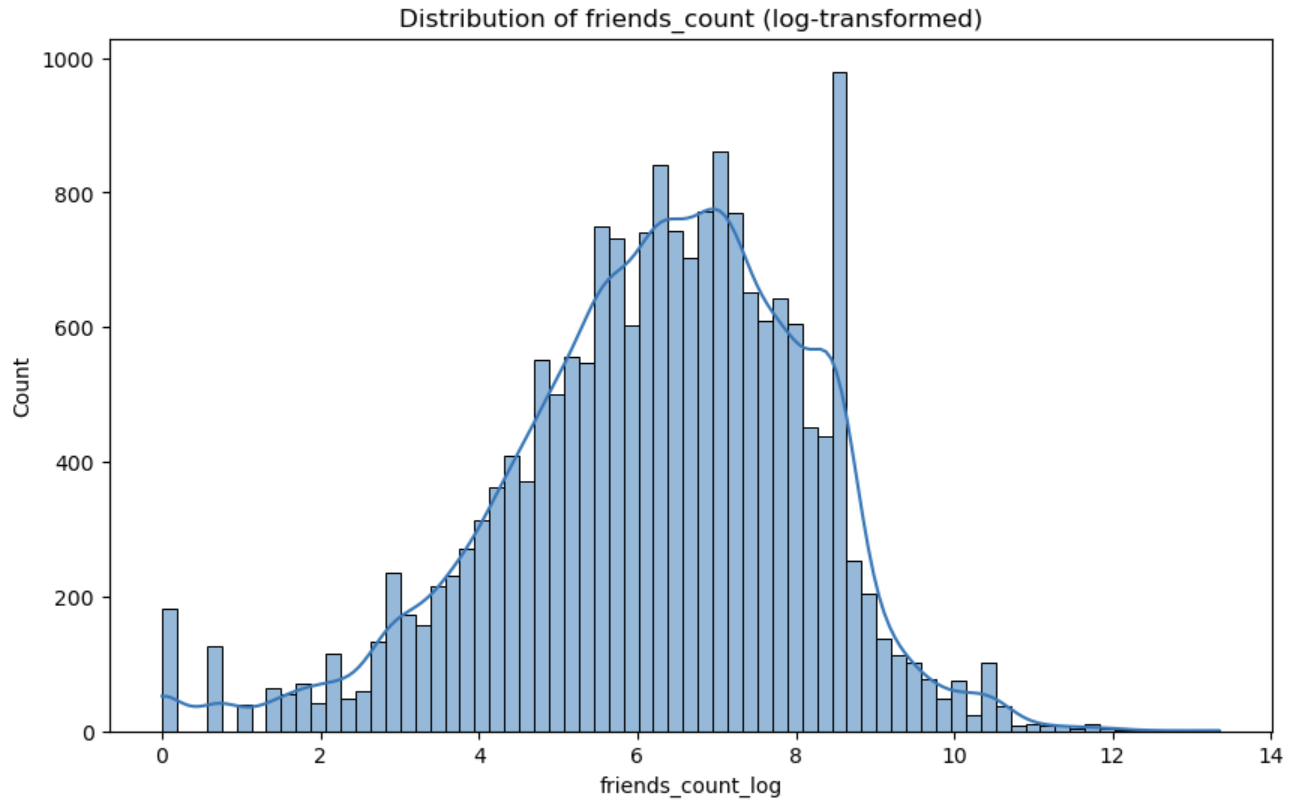 Distribution of friends_count (log-transformed)
1000
800
600
400
200
0
Count
0 2 4 6 8 10 12 14
friends_count_log